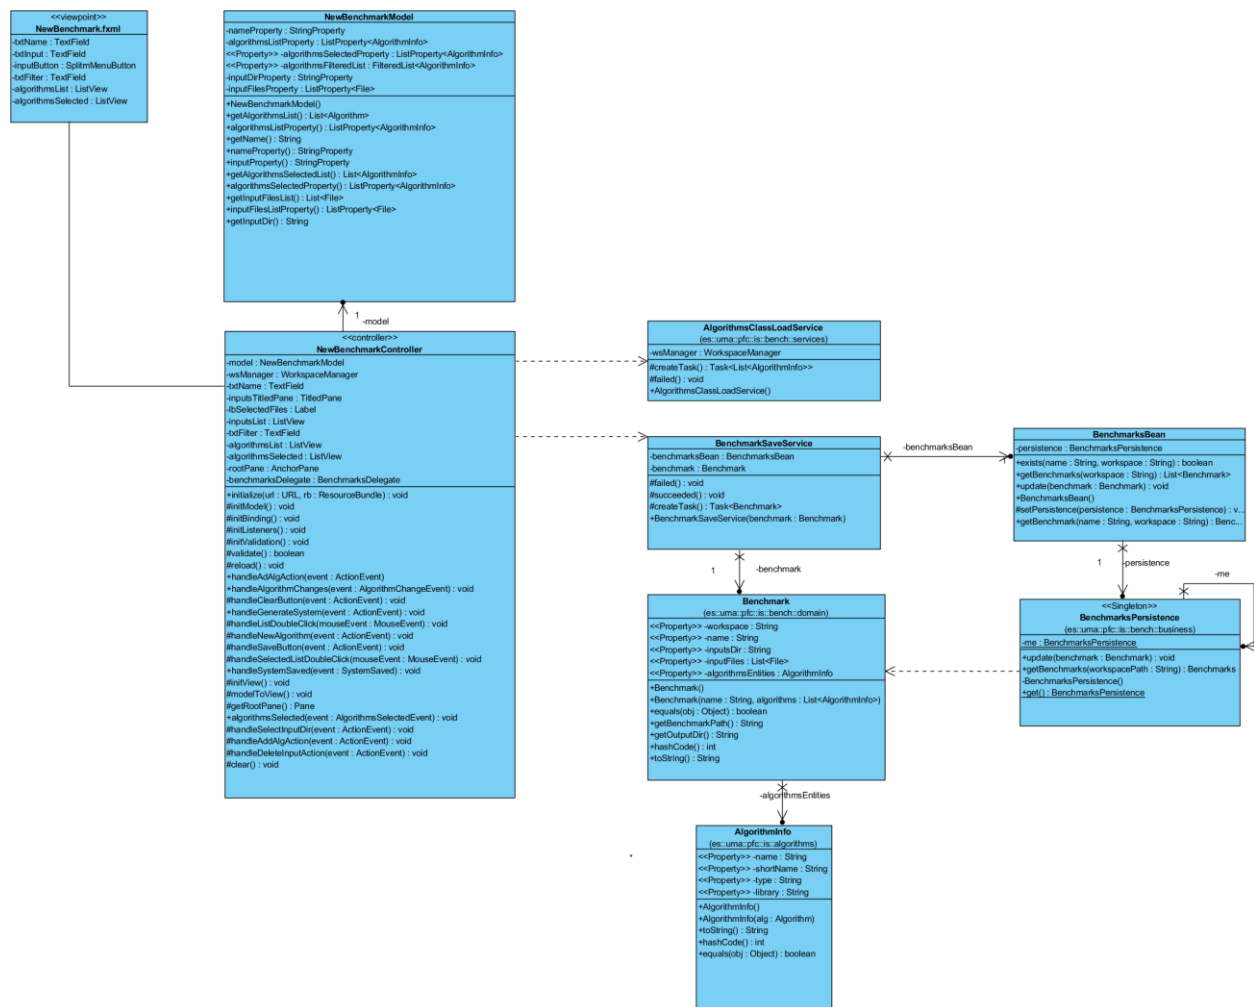 <<viewpoint>>
NewBenchmark.fxml
-txtName : TextField
-txtInput : TextField
-inputButton : SplitmMenuButton
-txtFilter : TextField
-algorithmsList : ListView
-algorithmsSelected : ListView
NewBenchmarkModel
-nameProperty : StringProperty
-algorithmsListProperty : ListProperty<AlgorithmInfo>
<<Property>> -algorithmsSelectedProperty : ListProperty<AlgorithmInfo>
<<Property>> -algorithmsFilteredList : FilteredList<AlgorithmInfo>
-inputDirProperty : StringProperty
-inputFilesProperty : ListProperty<File>
+NewBenchmarkModel()
+getAlgorithmsList() : List<Algorithm>
+algorithmsListProperty() : ListProperty<AlgorithmInfo>
+getName() : String
+nameProperty() : StringProperty
+inputProperty() : StringProperty
+getAlgorithmsSelectedList() : List<AlgorithmInfo>
+algorithmsSelectedProperty() : ListProperty<AlgorithmInfo>
+getInputFilesList() : List<File>
+inputFilesListProperty() : ListProperty<File>
+getInputDir() : String
1
-model
<<controller>>
NewBenchmarkController
-model : NewBenchmarkModel
-wsManager : WorkspaceManager
-txtName : TextField
-inputsTitledPane : TitledPane
-lbSelectedFiles : Label
-inputsList : ListView
-txtFilter : TextField
-algorithmsList : ListView
-algorithmsSelected : ListView
-rootPane : AnchorPane
-benchmarksDelegate : BenchmarksDelegate
+initialize(url : URL, rb : ResourceBundle) : void
#initModel() : void
#initBinding() : void
#initListeners() : void
#initValidation() : void
#validate() : boolean
#reload() : void
+handleAdAlgAction(event : ActionEvent)
+handleAlgorithmChanges(event : AlgorithmChangeEvent) : void
#handleClearButton(event : ActionEvent) : void
+handleGenerateSystem(event : ActionEvent) : void
#handleListDoubleClick(mouseEvent : MouseEvent) : void
#handleNewAlgorithm(event : ActionEvent) : void
#handleSaveButton(event : ActionEvent) : void
#handleSelectedListDoubleClick(mouseEvent : MouseEvent) : void
+handleSystemSaved(event : SystemSaved) : void
#initView() : void
#modelToView() : void
#getRootPane() : Pane
+algorithmsSelected(event : AlgorithmsSelectedEvent) : void
#handleSelectInputDir(event : ActionEvent) : void
#handleAddAlgAction(event : ActionEvent) : void
#handleDeleteInputAction(event : ActionEvent) : void
#clear() : void
AlgorithmsClassLoadService
(es::uma::pfc::is::bench::services)
-wsManager : WorkspaceManager
#createTask() : Task<List<AlgorithmInfo>>
#failed() : void
+AlgorithmsClassLoadService()
BenchmarkSaveService
-benchmarksBean : BenchmarksBean
-benchmark : Benchmark
#failed() : void
#succeeded() : void
#createTask() : Task<Benchmark>
+BenchmarkSaveService(benchmark : Benchmark)
-benchmarksBean
BenchmarksBean
-persistence : BenchmarksPersistence
+exists(name : String, workspace : String) : boolean
+getBenchmarks(workspace : String) : List<Benchmark>
+update(benchmark : Benchmark) : void
+BenchmarksBean()
#setPersistence(persistence : BenchmarksPersistence) : v...
+getBenchmark(name : String, workspace : String) : Benc...
1
-benchmark
1
-persistence
-me
Benchmark
(es::uma::pfc::is::bench::domain)
<<Property>> -workspace : String
<<Property>> -name : String
<<Property>> -inputsDir : String
<<Property>> -inputFiles : List<File>
<<Property>> -algorithmsEntities : AlgorithmInfo
+Benchmark()
+Benchmark(name : String, algorithms : List<AlgorithmInfo>)
+equals(obj : Object) : boolean
+getBenchmarkPath() : String
+getOutputDir() : String
+hashCode() : int
+toString() : String
<<Singleton>>
BenchmarksPersistence
(es::uma::pfc::is::bench::business)
-me : BenchmarksPersistence
+update(benchmark : Benchmark) : void
+getBenchmarks(workspacePath : String) : Benchmarks
-BenchmarksPersistence()
+get() : BenchmarksPersistence
-algorithmsEntities
AlgorithmInfo
(es::uma::pfc::is::algorithms)
<<Property>> -name : String
<<Property>> -shortName : String
<<Property>> -type : String
<<Property>> -library : String
+AlgorithmInfo()
+AlgorithmInfo(alg : Algorithm)
+toString() : String
+hashCode() : int
+equals(obj : Object) : boolean